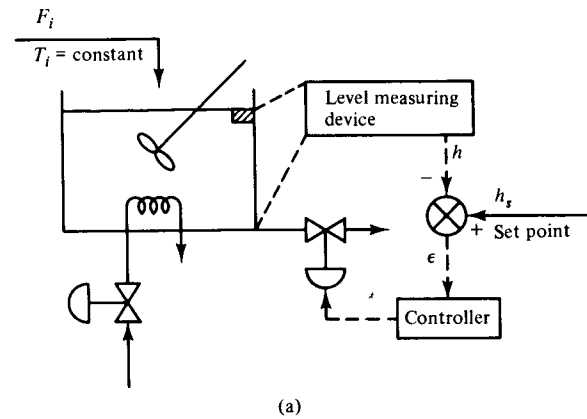 F_i
T_i = constant
Level measuring
device
h
−
h_s
+ Set point
ϵ
Controller
(a)